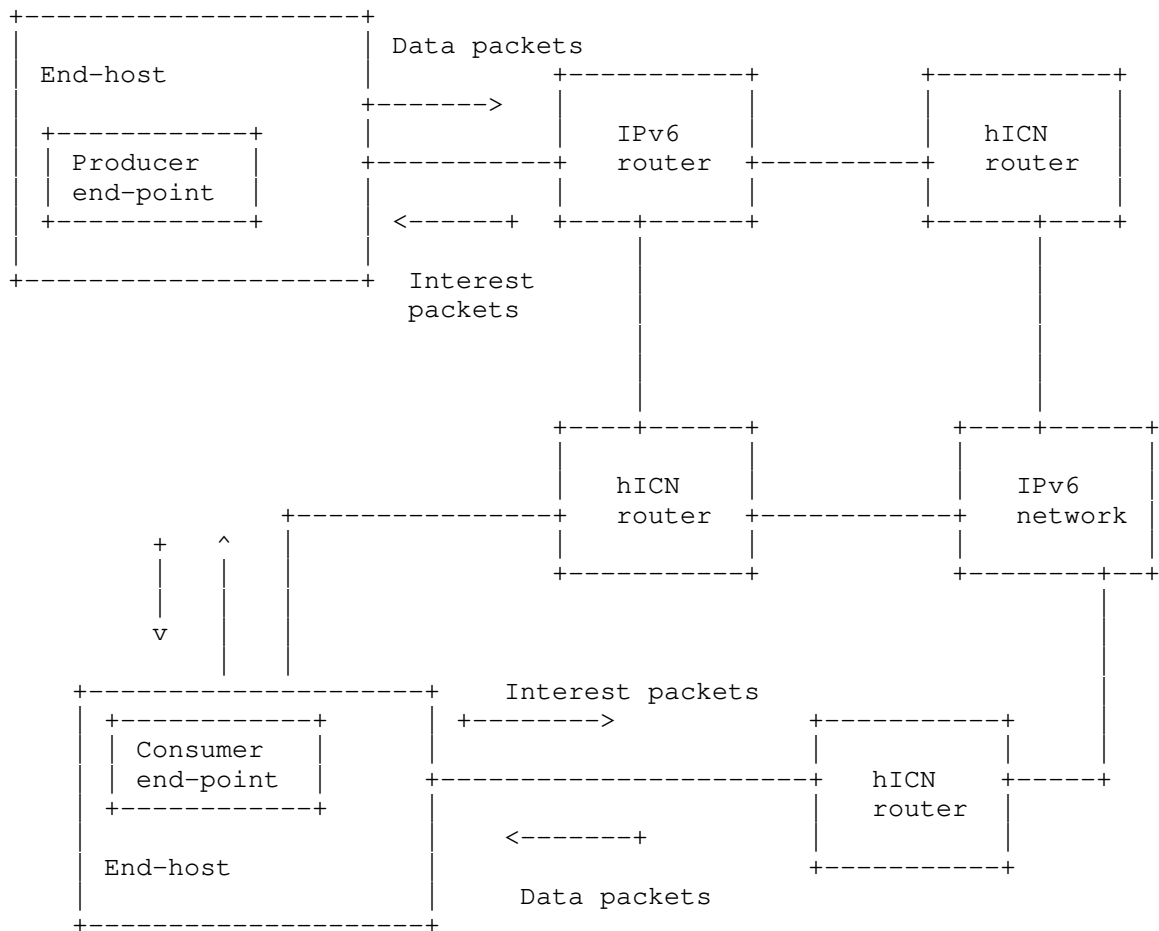 Data packets
End-host
IPv6
router
hICN
router
Producer
end-point
Interest
packets
hICN
router
IPv6
network
Interest packets
Consumer
end-point
hICN
router
End-host
Data packets